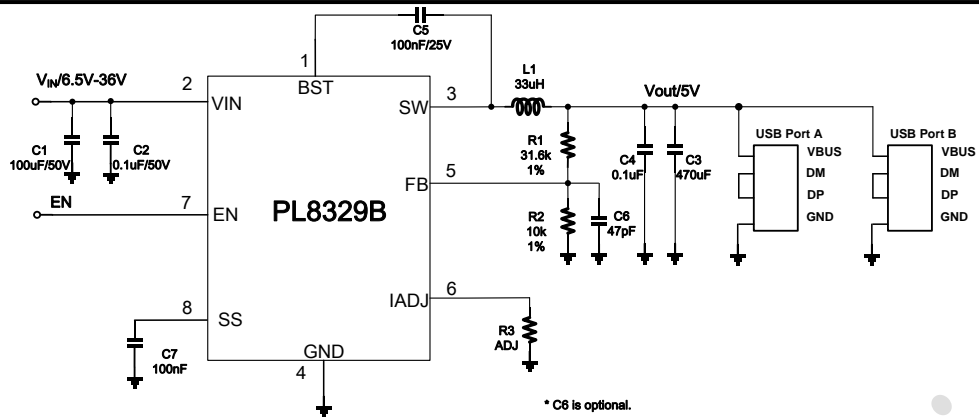 C5
100nF/25V
1
BST
VIN/6.5V-36V
2
VIN
C1
100uF/50V
C2
0.1uF/50V
EN
7
EN
8
SS
C7
100nF
PL8329B
GND
4
SW
3
L1
33uH
Vout/5V
R1
31.6k
1%
FB
5
R2
10k
1%
C6
47pF
C4
0.1uF
C3
470uF
IADJ
6
R3
ADJ
USB Port A
VBUS
DM
DP
GND
USB Port B
VBUS
DM
DP
GND
* C6 is optional.